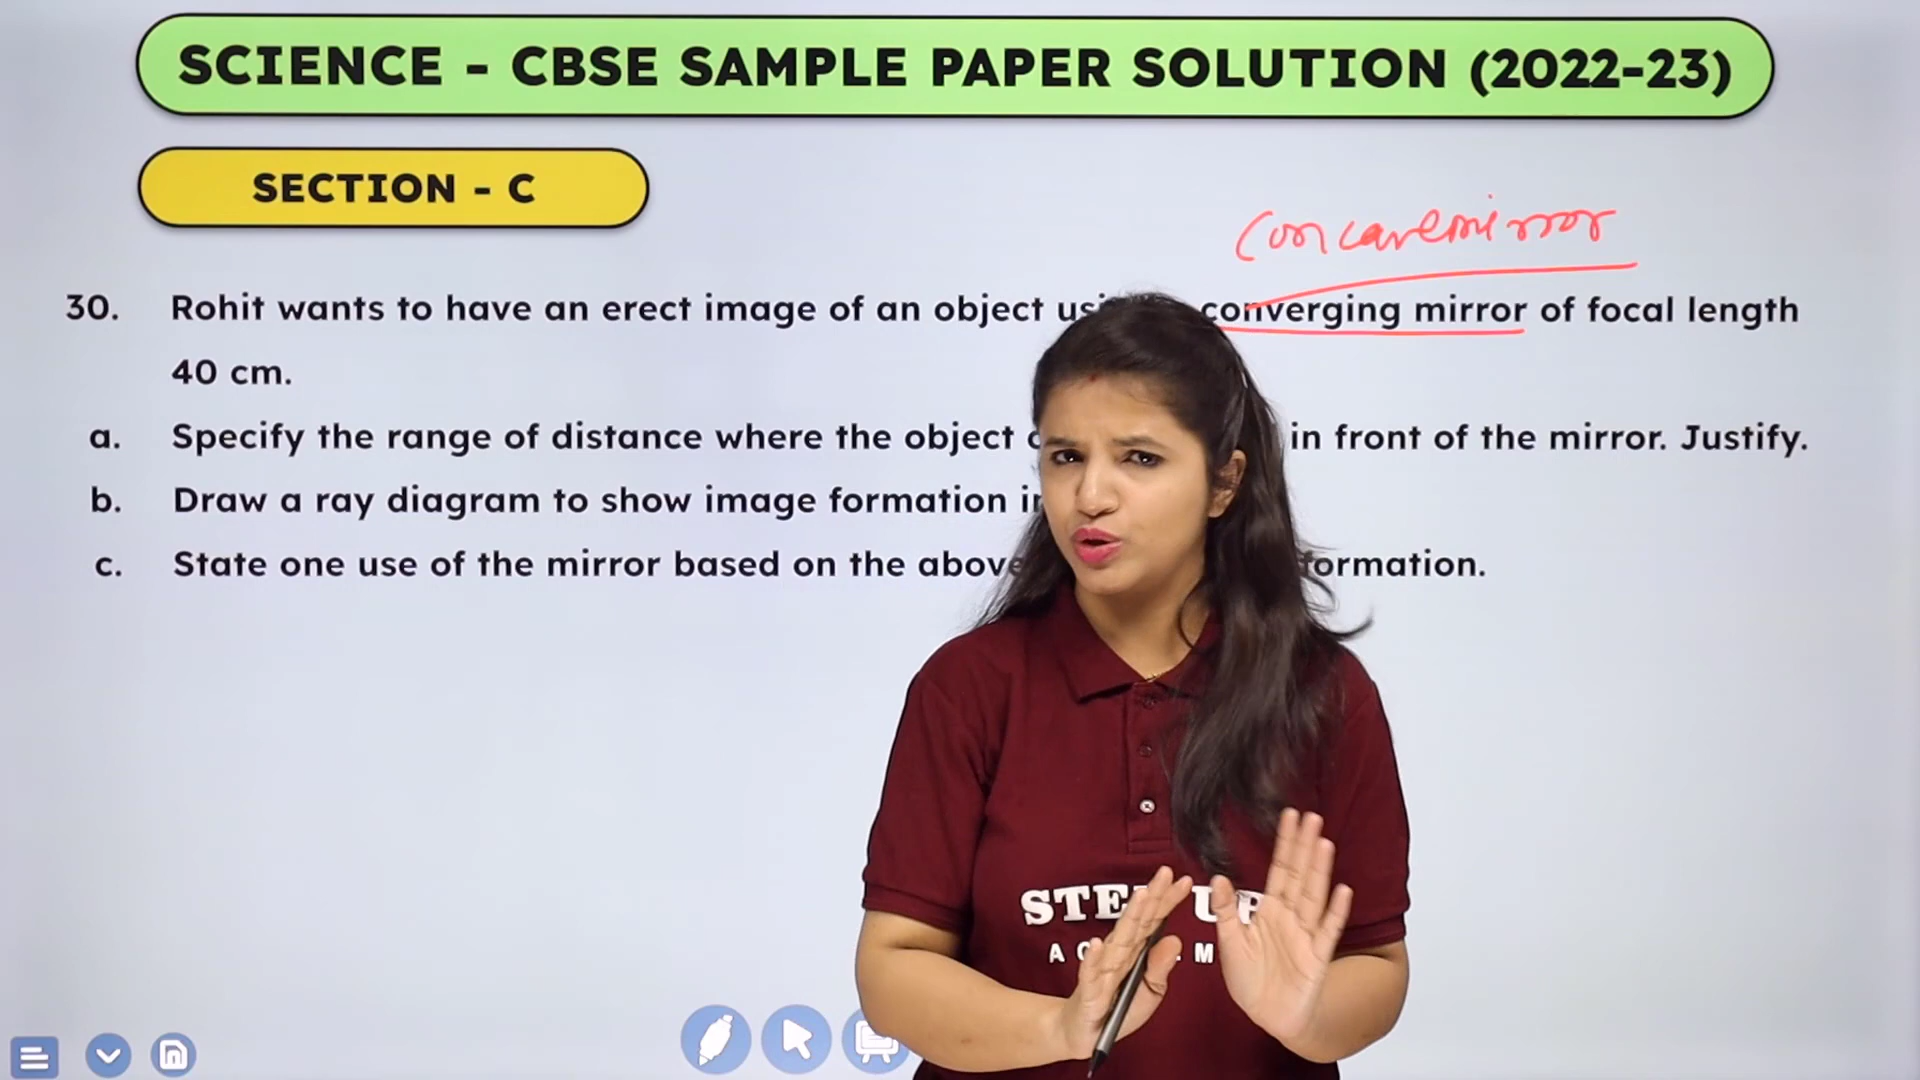 SCIENCE - CBSE SAMPLE PAPER SOLUTION (2022-23)
SECTION - C
concave mirror
30. Rohit wants to have an erect image of an object converging mirror of focal length
40 cm.
a. Specify the range of distance where the object in front of the mirror. Justify.
b. Draw a ray diagram to show image formation
c. State one use of the mirror based on the above formation.
STEP UP